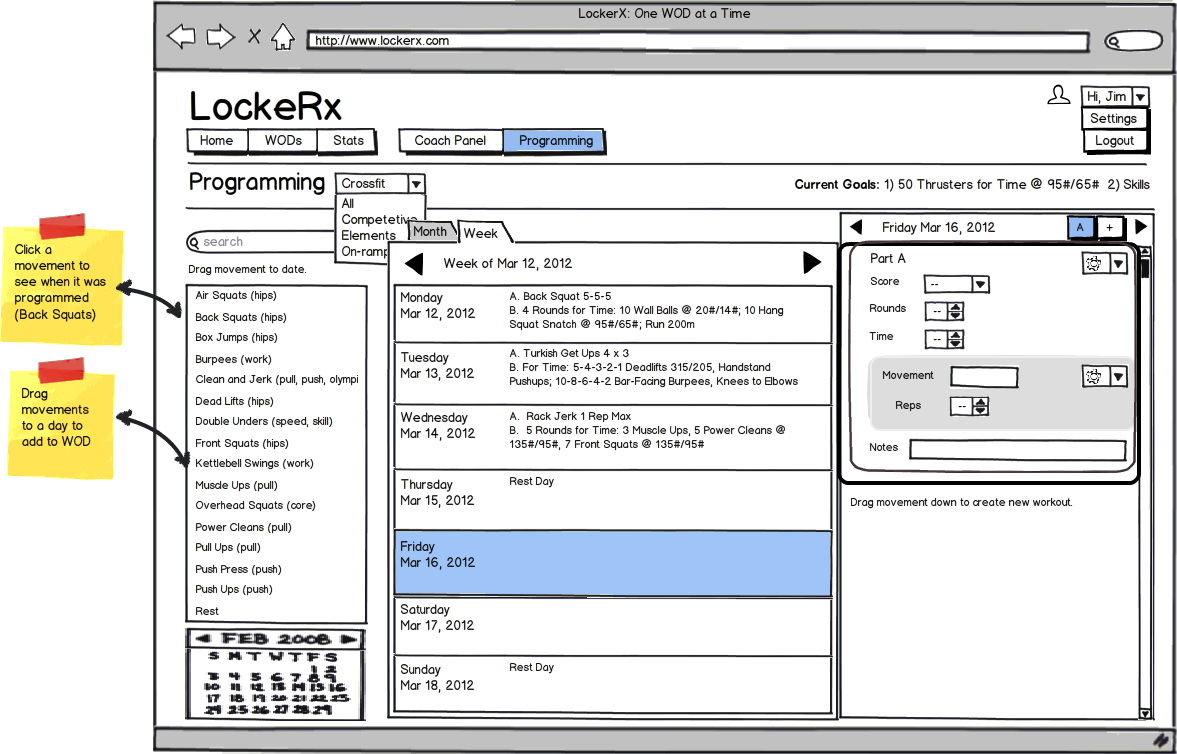 LockerX: One WOD at a Time
http://www.lockerx.com
LockeRx
Hi, Jim
Settings
Logout
Home WODs Stats Coach Panel Programming
Programming
Crossfit
All
Competetive
Elements
On-ramp
Current Goals: 1) 50 Thrusters for Time @ 95#/65# 2) Skills
Click a
movement to
see when it was
programmed
(Back Squats)
Drag
movements
to a day to
add to WOD
search
Drag movement to date.
Air Squats (hips)
Back Squats (hips)
Box Jumps (hips)
Burpees (work)
Clean and Jerk (pull, push, olympi
Dead Lifts (hips)
Double Unders (speed, skill)
Front Squats (hips)
Kettlebell Swings (work)
Muscle Ups (pull)
Overhead Squats (core)
Power Cleans (pull)
Pull Ups (pull)
Push Press (push)
Push Ups (push)
Rest
FEB 2008
S M T W T F S
1 2
3 4 5 6 7 8 9
10 11 12 13 14 15 16
17 18 19 20 21 22 23
24 25 26 27 28 29
Month Week
Week of Mar 12, 2012
Monday
Mar 12, 2012
A. Back Squat 5-5-5
B. 4 Rounds for Time: 10 Wall Balls @ 20#/14#; 10 Hang
Squat Snatch @ 95#/65#; Run 200m
Tuesday
Mar 13, 2012
A. Turkish Get Ups 4 x 3
B. For Time: 5-4-3-2-1 Deadlifts 315/205, Handstand
Pushups; 10-8-6-4-2 Bar-Facing Burpees, Knees to Elbows
Wednesday
Mar 14, 2012
A. Rack Jerk 1 Rep Max
B. 5 Rounds for Time: 3 Muscle Ups, 5 Power Cleans @
135#/95#, 7 Front Squats @ 135#/95#
Thursday
Mar 15, 2012
Rest Day
Friday
Mar 16, 2012
Saturday
Mar 17, 2012
Sunday
Mar 18, 2012
Rest Day
Friday Mar 16, 2012 A +
Part A
Score --
Rounds --
Time --
Movement
Reps --
Notes
Drag movement down to create new workout.